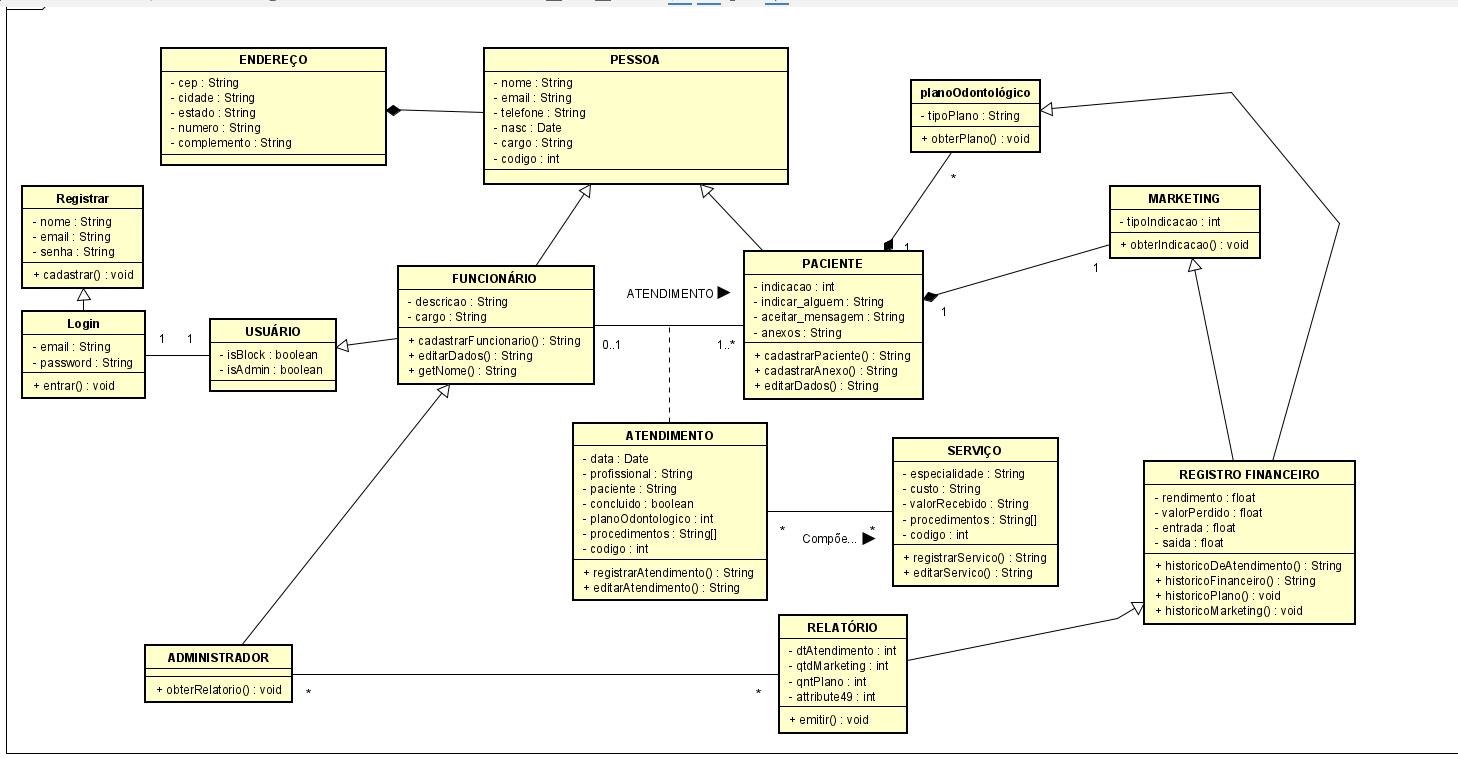 ENDEREÇO
- cep : String
- cidade : String
- estado : String
- numero : String
- complemento : String
PESSOA
- nome : String
- email : String
- telefone : String
- nasc : Date
- cargo : String
- codigo : int
planoOdontológico
- tipoPlano : String
+ obterPlano() : void
*
1
Registrar
- nome : String
- email : String
- senha : String
+ cadastrar() : void
MARKETING
- tipoIndicacao : int
+ obterIndicacao() : void
1
1
FUNCIONÁRIO
- descricao : String
- cargo : String
+ cadastrarFuncionario() : String
+ editarDados() : String
+ getNome() : String
ATENDIMENTO
0..1
1..*
PACIENTE
- indicacao : int
- indicar_alguem : String
- aceitar_mensagem : String
- anexos : String
+ cadastrarPaciente() : String
+ cadastrarAnexo() : String
+ editarDados() : String
Login
- email : String
- password : String
+ entrar() : void
1
1
USUÁRIO
- isBlock : boolean
- isAdmin : boolean
ATENDIMENTO
- data : Date
- profissional : String
- paciente : String
- concluido : boolean
- planoOdontologico : int
- procedimentos : String[]
- codigo : int
+ registrarAtendimento() : String
+ editarAtendimento() : String
*
Compõe...
*
SERVIÇO
- especialidade : String
- custo : String
- valorRecebido : String
- procedimentos : String[]
- codigo : int
+ registrarServico() : String
+ editarServico() : String
REGISTRO FINANCEIRO
- rendimento : float
- valorPerdido : float
- entrada : float
- saida : float
+ historicoDeAtendimento() : String
+ historicoFinanceiro() : String
+ historicoPlano() : void
+ historicoMarketing() : void
ADMINISTRADOR
+ obterRelatorio() : void
*
*
RELATÓRIO
- dtAtendimento : int
- qtdMarketing : int
- qntPlano : int
- attribute49 : int
+ emitir() : void